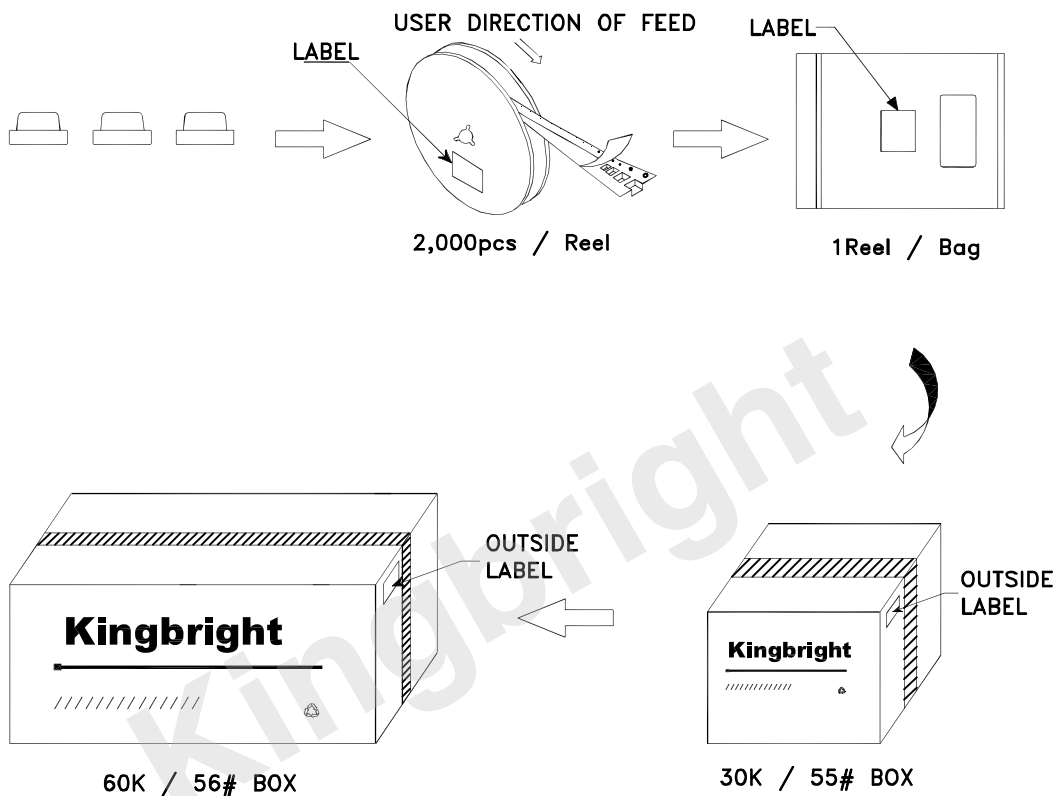 USER DIRECTION OF FEED
LABEL
LABEL
2,000pcs / Reel
1Reel / Bag
OUTSIDE
LABEL
OUTSIDE
LABEL
Kingbright
Kingbright
60K / 56# BOX
30K / 55# BOX
Kingbright